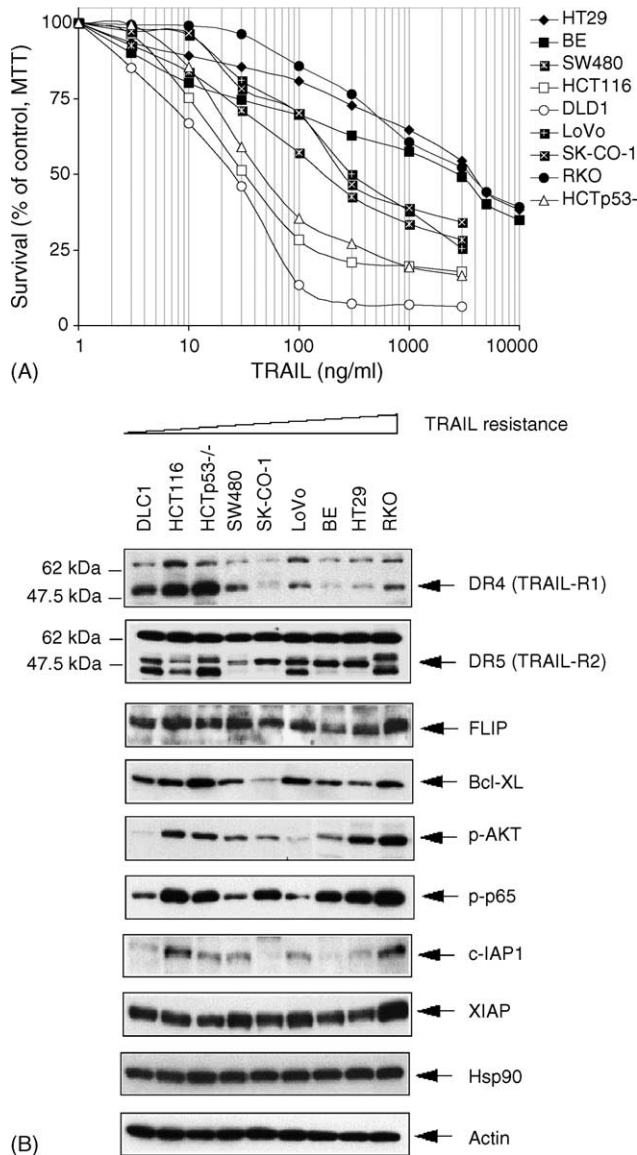 Survival (% of control, MTT)
100
75
50
25
0
1
10
100
1000
10000
TRAIL (ng/ml)
(A)
HT29
BE
SW480
HCT116
DLD1
LoVo
SK-CO-1
RKO
HCTp53-
TRAIL resistance
DLC1
HCT116
HCTp53-/-
SW480
SK-CO-1
LoVo
BE
HT29
RKO
62 kDa
47.5 kDa
DR4 (TRAIL-R1)
62 kDa
47.5 kDa
DR5 (TRAIL-R2)
FLIP
Bcl-XL
p-AKT
p-p65
c-IAP1
XIAP
Hsp90
Actin
(B)